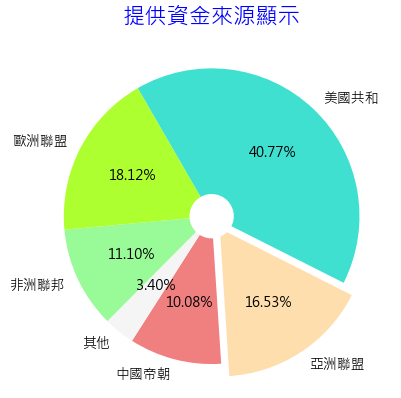 提供資金來源顯示
美國共和
40.77%
歐洲聯盟
18.12%
11.10%
非洲聯邦
3.40%
其他
10.08%
中國帝朝
16.53%
亞洲聯盟